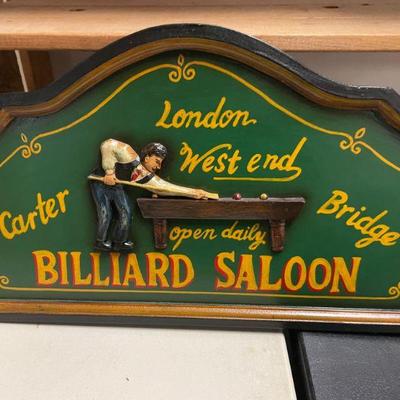 London
West end
Carter
Bridge
open daily.
BILLIARD SALOON